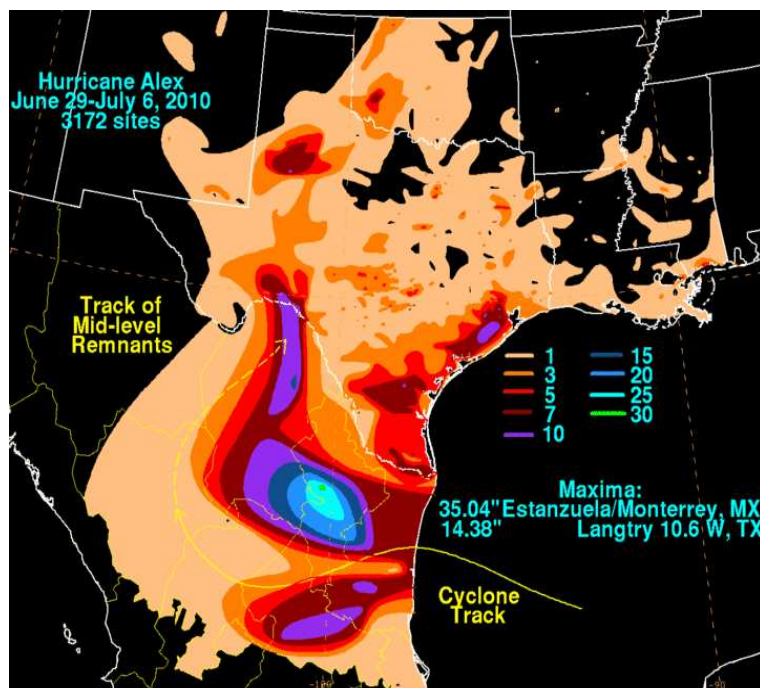 Hurricane Alex
June 29-July 6, 2010
3172 sites
Track of
Mid-level
Remnants
1
3
5
7
10
15
20
25
30
Maxima:
35.04" Estanzuela/Monterrey, MX
14.38" Langtry 10.6 W, TX
Cyclone
Track